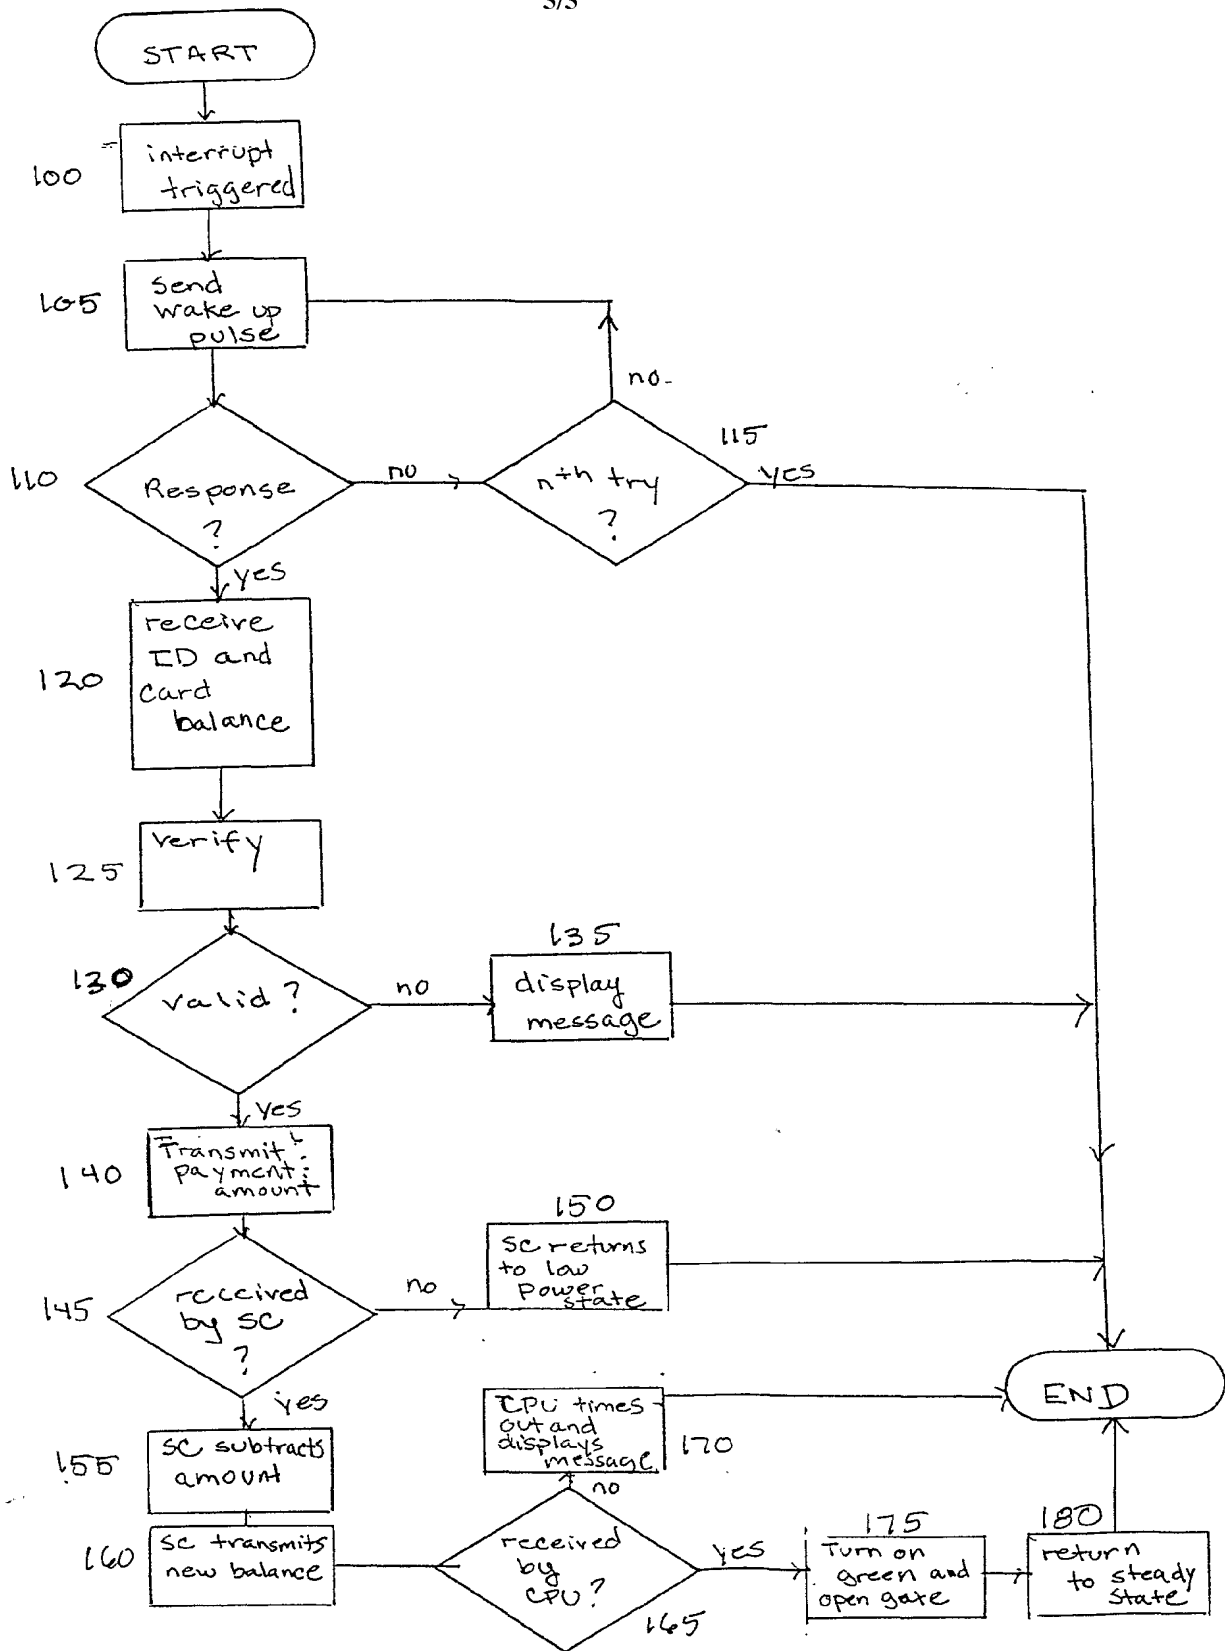 5/5
START
100
interrupt
triggered
105
send
wake up
pulse
no
110
Response
?
no
115
nth try
?
yes
yes
120
receive
ID and
card
balance
125
verify
130
valid?
no
135
display
message
yes
140
Transmit
payment
amount
145
received
by SC
?
no
150
SC returns
to low
power
state
yes
END
155
SC subtracts
amount
CPU times
out and
displays
message
170
no
160
SC transmits
new balance
received
by
CPU?
165
yes
175
Turn on
green and
open gate
180
return
to steady
state